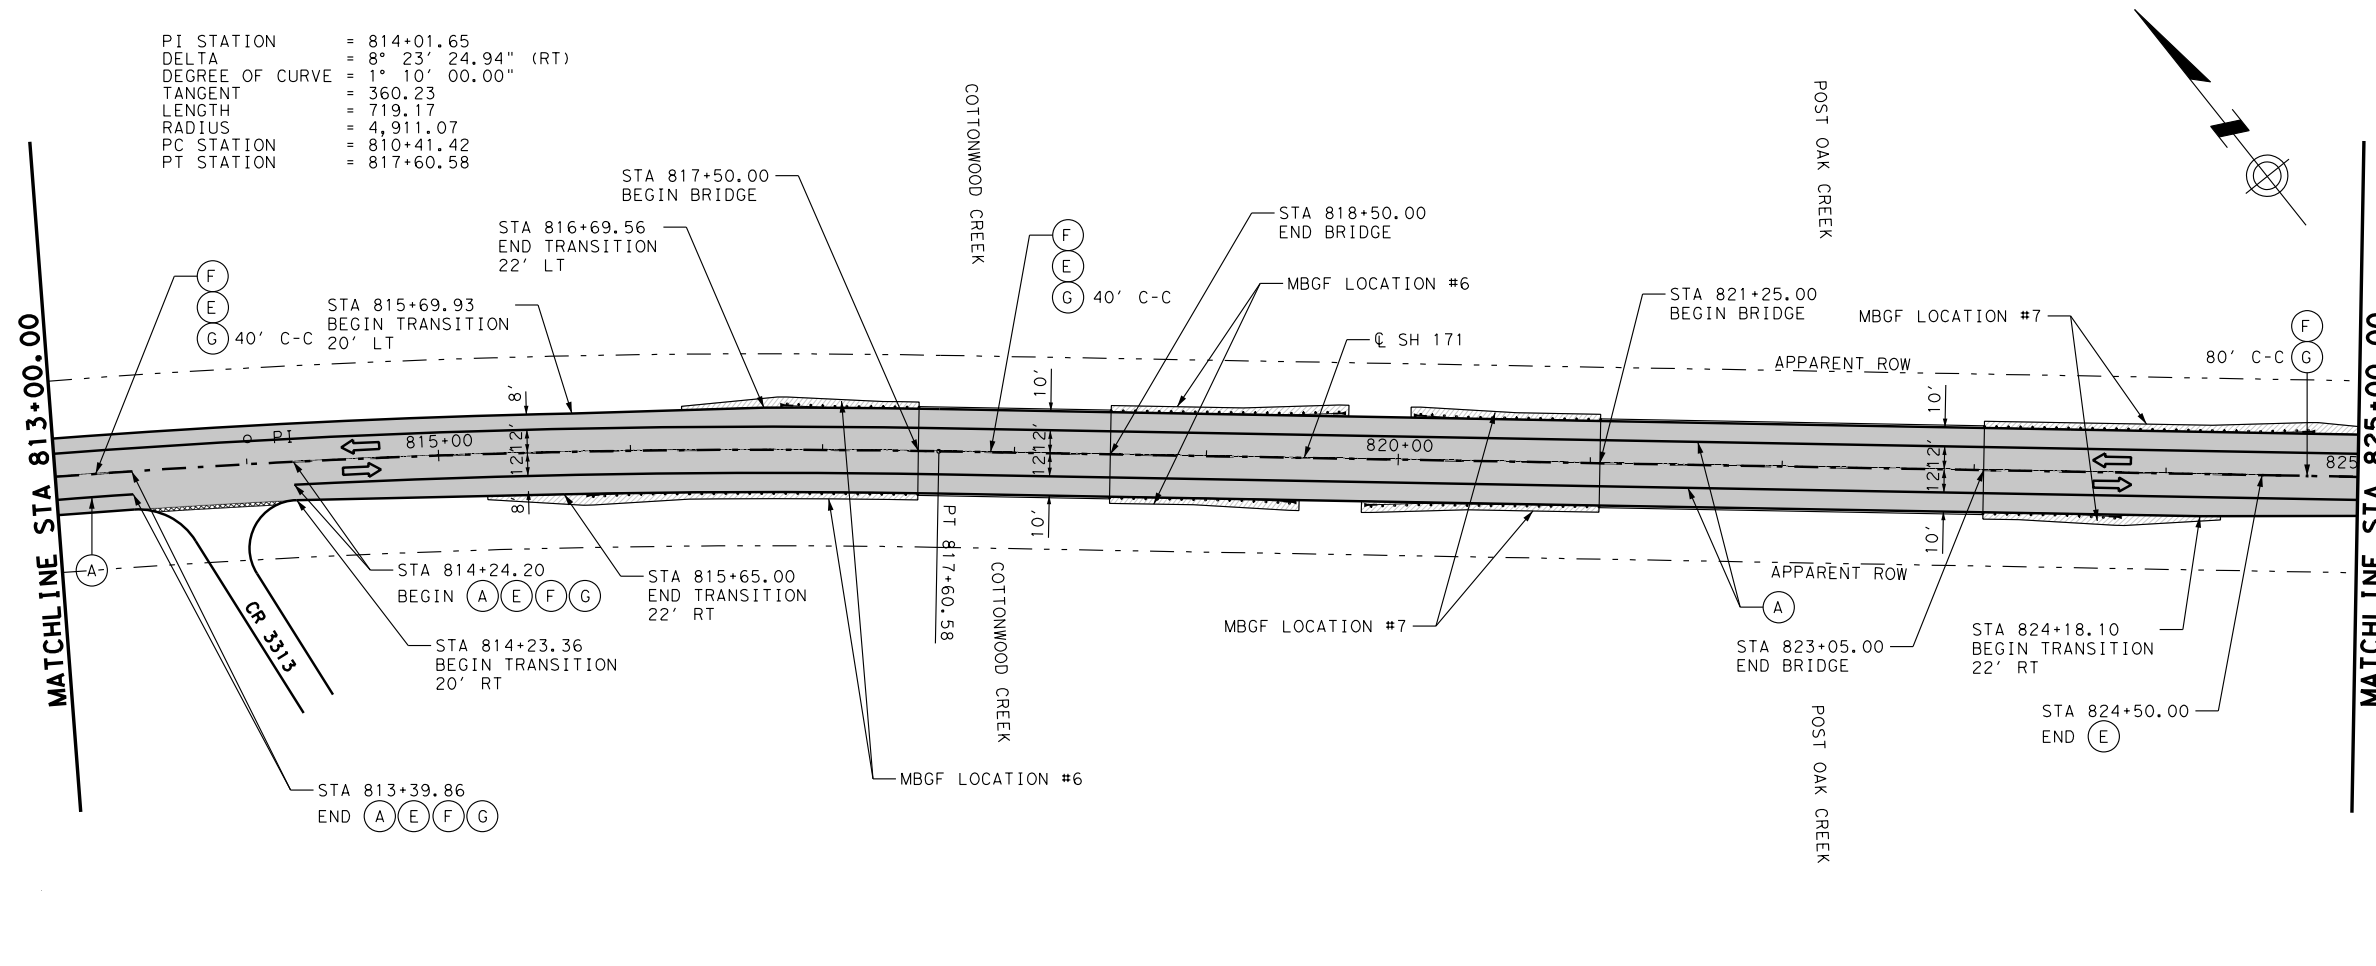 PI STATION = 814+01.65
DELTA = 8° 23' 24.94" (RT)
DEGREE OF CURVE = 1° 10' 00.00"
TANGENT = 360.23
LENGTH = 719.17
RADIUS = 4,911.07
PC STATION = 810+41.42
PT STATION = 817+60.58
STA 817+50.00
BEGIN BRIDGE
COTTONWOOD CREEK
POST OAK CREEK
STA 816+69.56
END TRANSITION
22' LT
F
E
G 40' C-C
STA 818+50.00
END BRIDGE
F
E
G 40' C-C
STA 815+69.93
BEGIN TRANSITION
20' LT
MBGF LOCATION #6
STA 821+25.00
BEGIN BRIDGE
MBGF LOCATION #7
F
80' C-C G
℄ SH 171
APPARENT ROW
MATCHLINE STA 813+00.00
MATCHLINE STA 825+00.00
8'
12'
12'
8'
10'
12'
12'
10'
10'
12'
12'
10'
PI
815+00
820+00
825
PT 817+60.58
A
STA 814+24.20
BEGIN A E F G
STA 815+65.00
END TRANSITION
22' RT
COTTONWOOD CREEK
APPARENT ROW
A
MBGF LOCATION #7
CR 3313
STA 814+23.36
BEGIN TRANSITION
20' RT
STA 823+05.00
END BRIDGE
STA 824+18.10
BEGIN TRANSITION
22' RT
STA 824+50.00
END E
POST OAK CREEK
MBGF LOCATION #6
STA 813+39.86
END A E F G